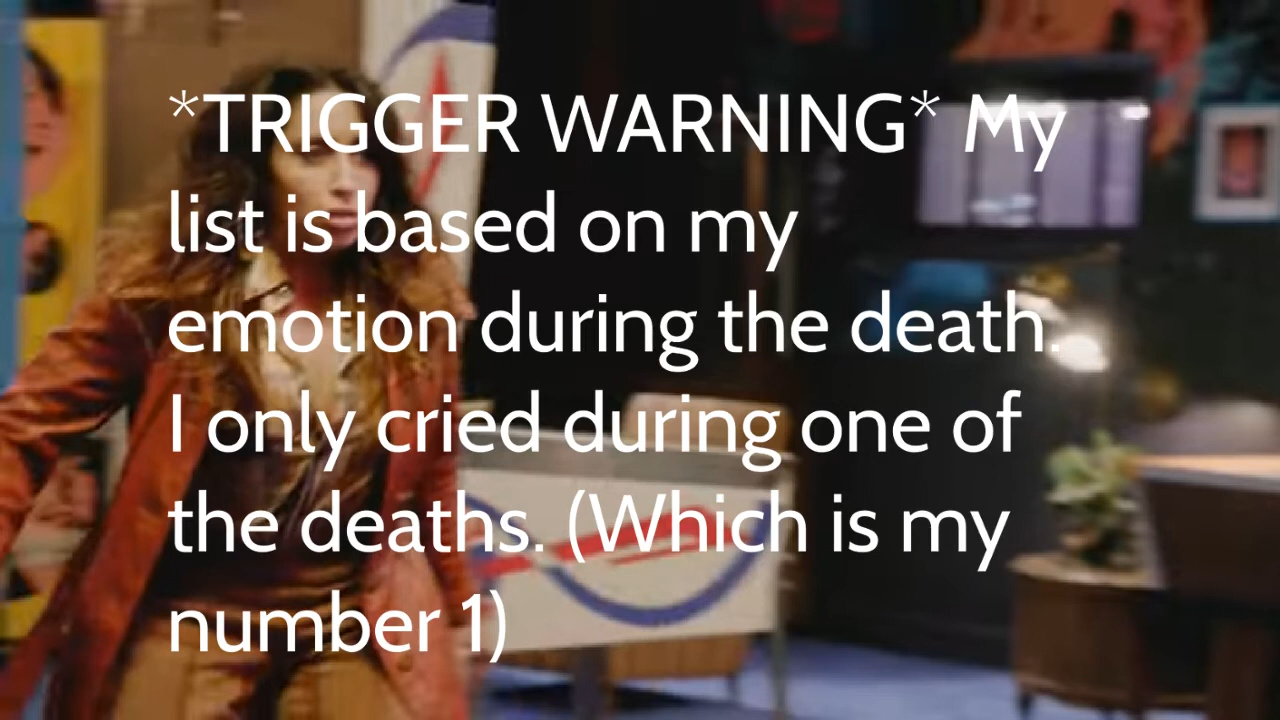 *TRIGGER WARNING* My
list is based on my
emotion during the death.
I only cried during one of
the deaths. (Which is my
number 1)